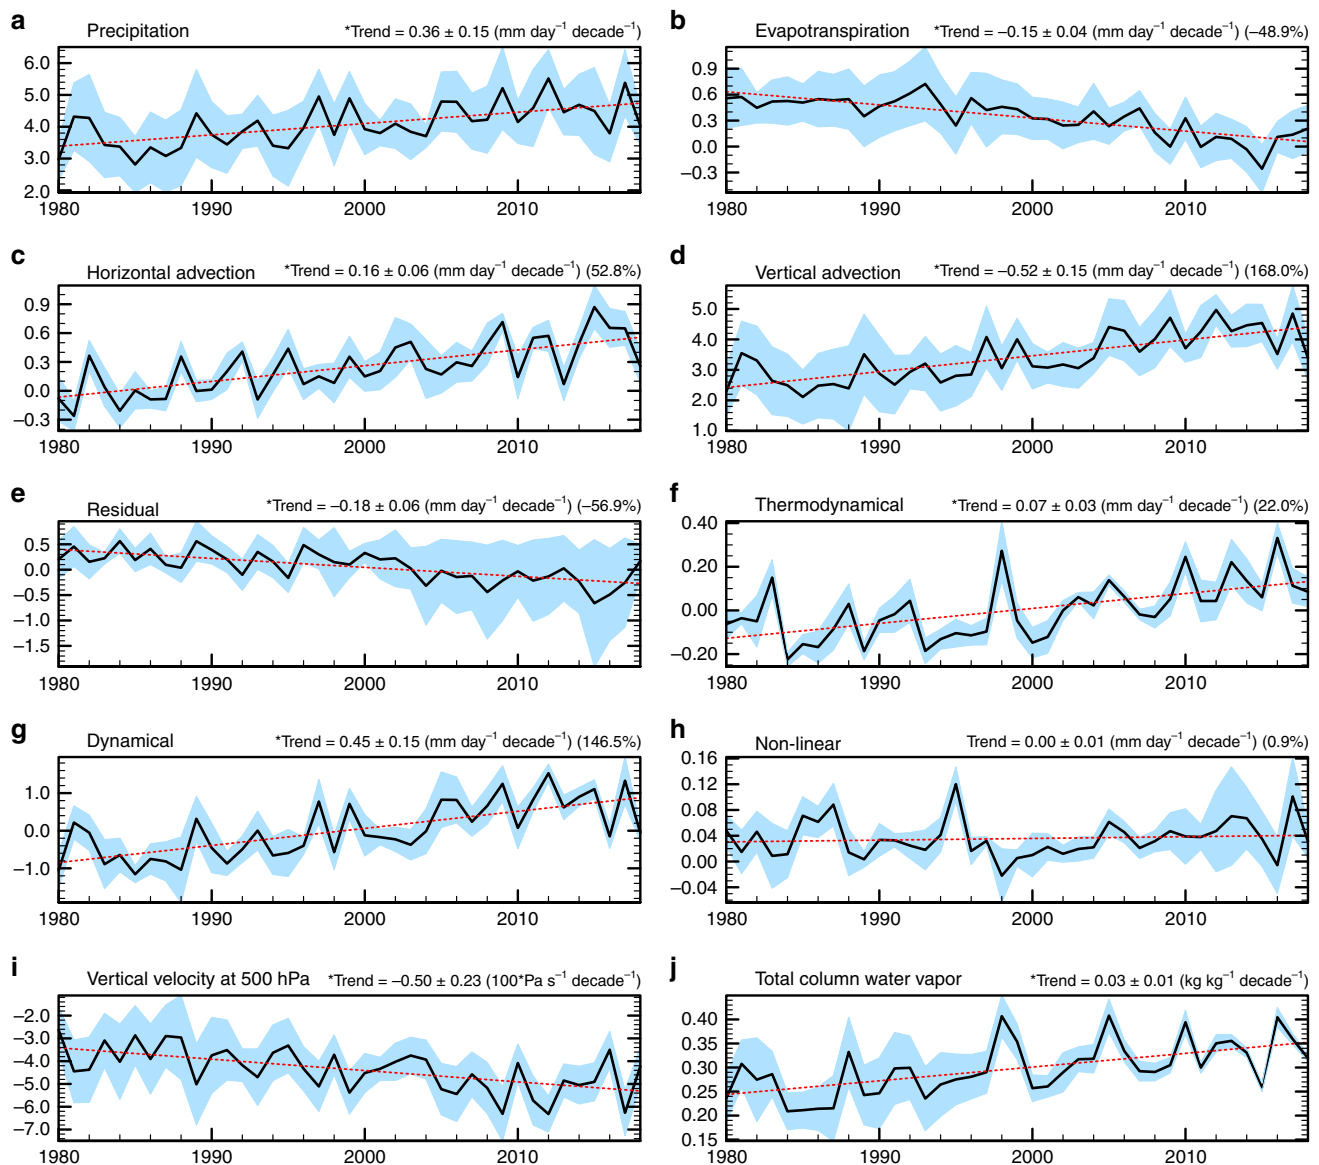 a Precipitation *Trend = 0.36 ± 0.15 (mm day⁻¹ decade⁻¹)
6.0
5.0
4.0
3.0
2.0
1980 1990 2000 2010
b Evapotranspiration *Trend = −0.15 ± 0.04 (mm day⁻¹ decade⁻¹) (−48.9%)
0.9
0.6
0.3
0.0
−0.3
1980 1990 2000 2010
c Horizontal advection *Trend = 0.16 ± 0.06 (mm day⁻¹ decade⁻¹) (52.8%)
0.9
0.6
0.3
0.0
−0.3
1980 1990 2000 2010
d Vertical advection *Trend = −0.52 ± 0.15 (mm day⁻¹ decade⁻¹) (168.0%)
5.0
4.0
3.0
2.0
1.0
1980 1990 2000 2010
e Residual *Trend = −0.18 ± 0.06 (mm day⁻¹ decade⁻¹) (−56.9%)
0.5
0.0
−0.5
−1.0
−1.5
1980 1990 2000 2010
f Thermodynamical *Trend = 0.07 ± 0.03 (mm day⁻¹ decade⁻¹) (22.0%)
0.40
0.20
0.00
−0.20
1980 1990 2000 2010
g Dynamical *Trend = 0.45 ± 0.15 (mm day⁻¹ decade⁻¹) (146.5%)
1.0
0.0
−1.0
1980 1990 2000 2010
h Non-linear Trend = 0.00 ± 0.01 (mm day⁻¹ decade⁻¹) (0.9%)
0.16
0.12
0.08
0.04
0.00
−0.04
1980 1990 2000 2010
i Vertical velocity at 500 hPa *Trend = −0.50 ± 0.23 (100*Pa s⁻¹ decade⁻¹)
−2.0
−3.0
−4.0
−5.0
−6.0
−7.0
1980 1990 2000 2010
j Total column water vapor *Trend = 0.03 ± 0.01 (kg kg⁻¹ decade⁻¹)
0.40
0.35
0.30
0.25
0.20
0.15
1980 1990 2000 2010